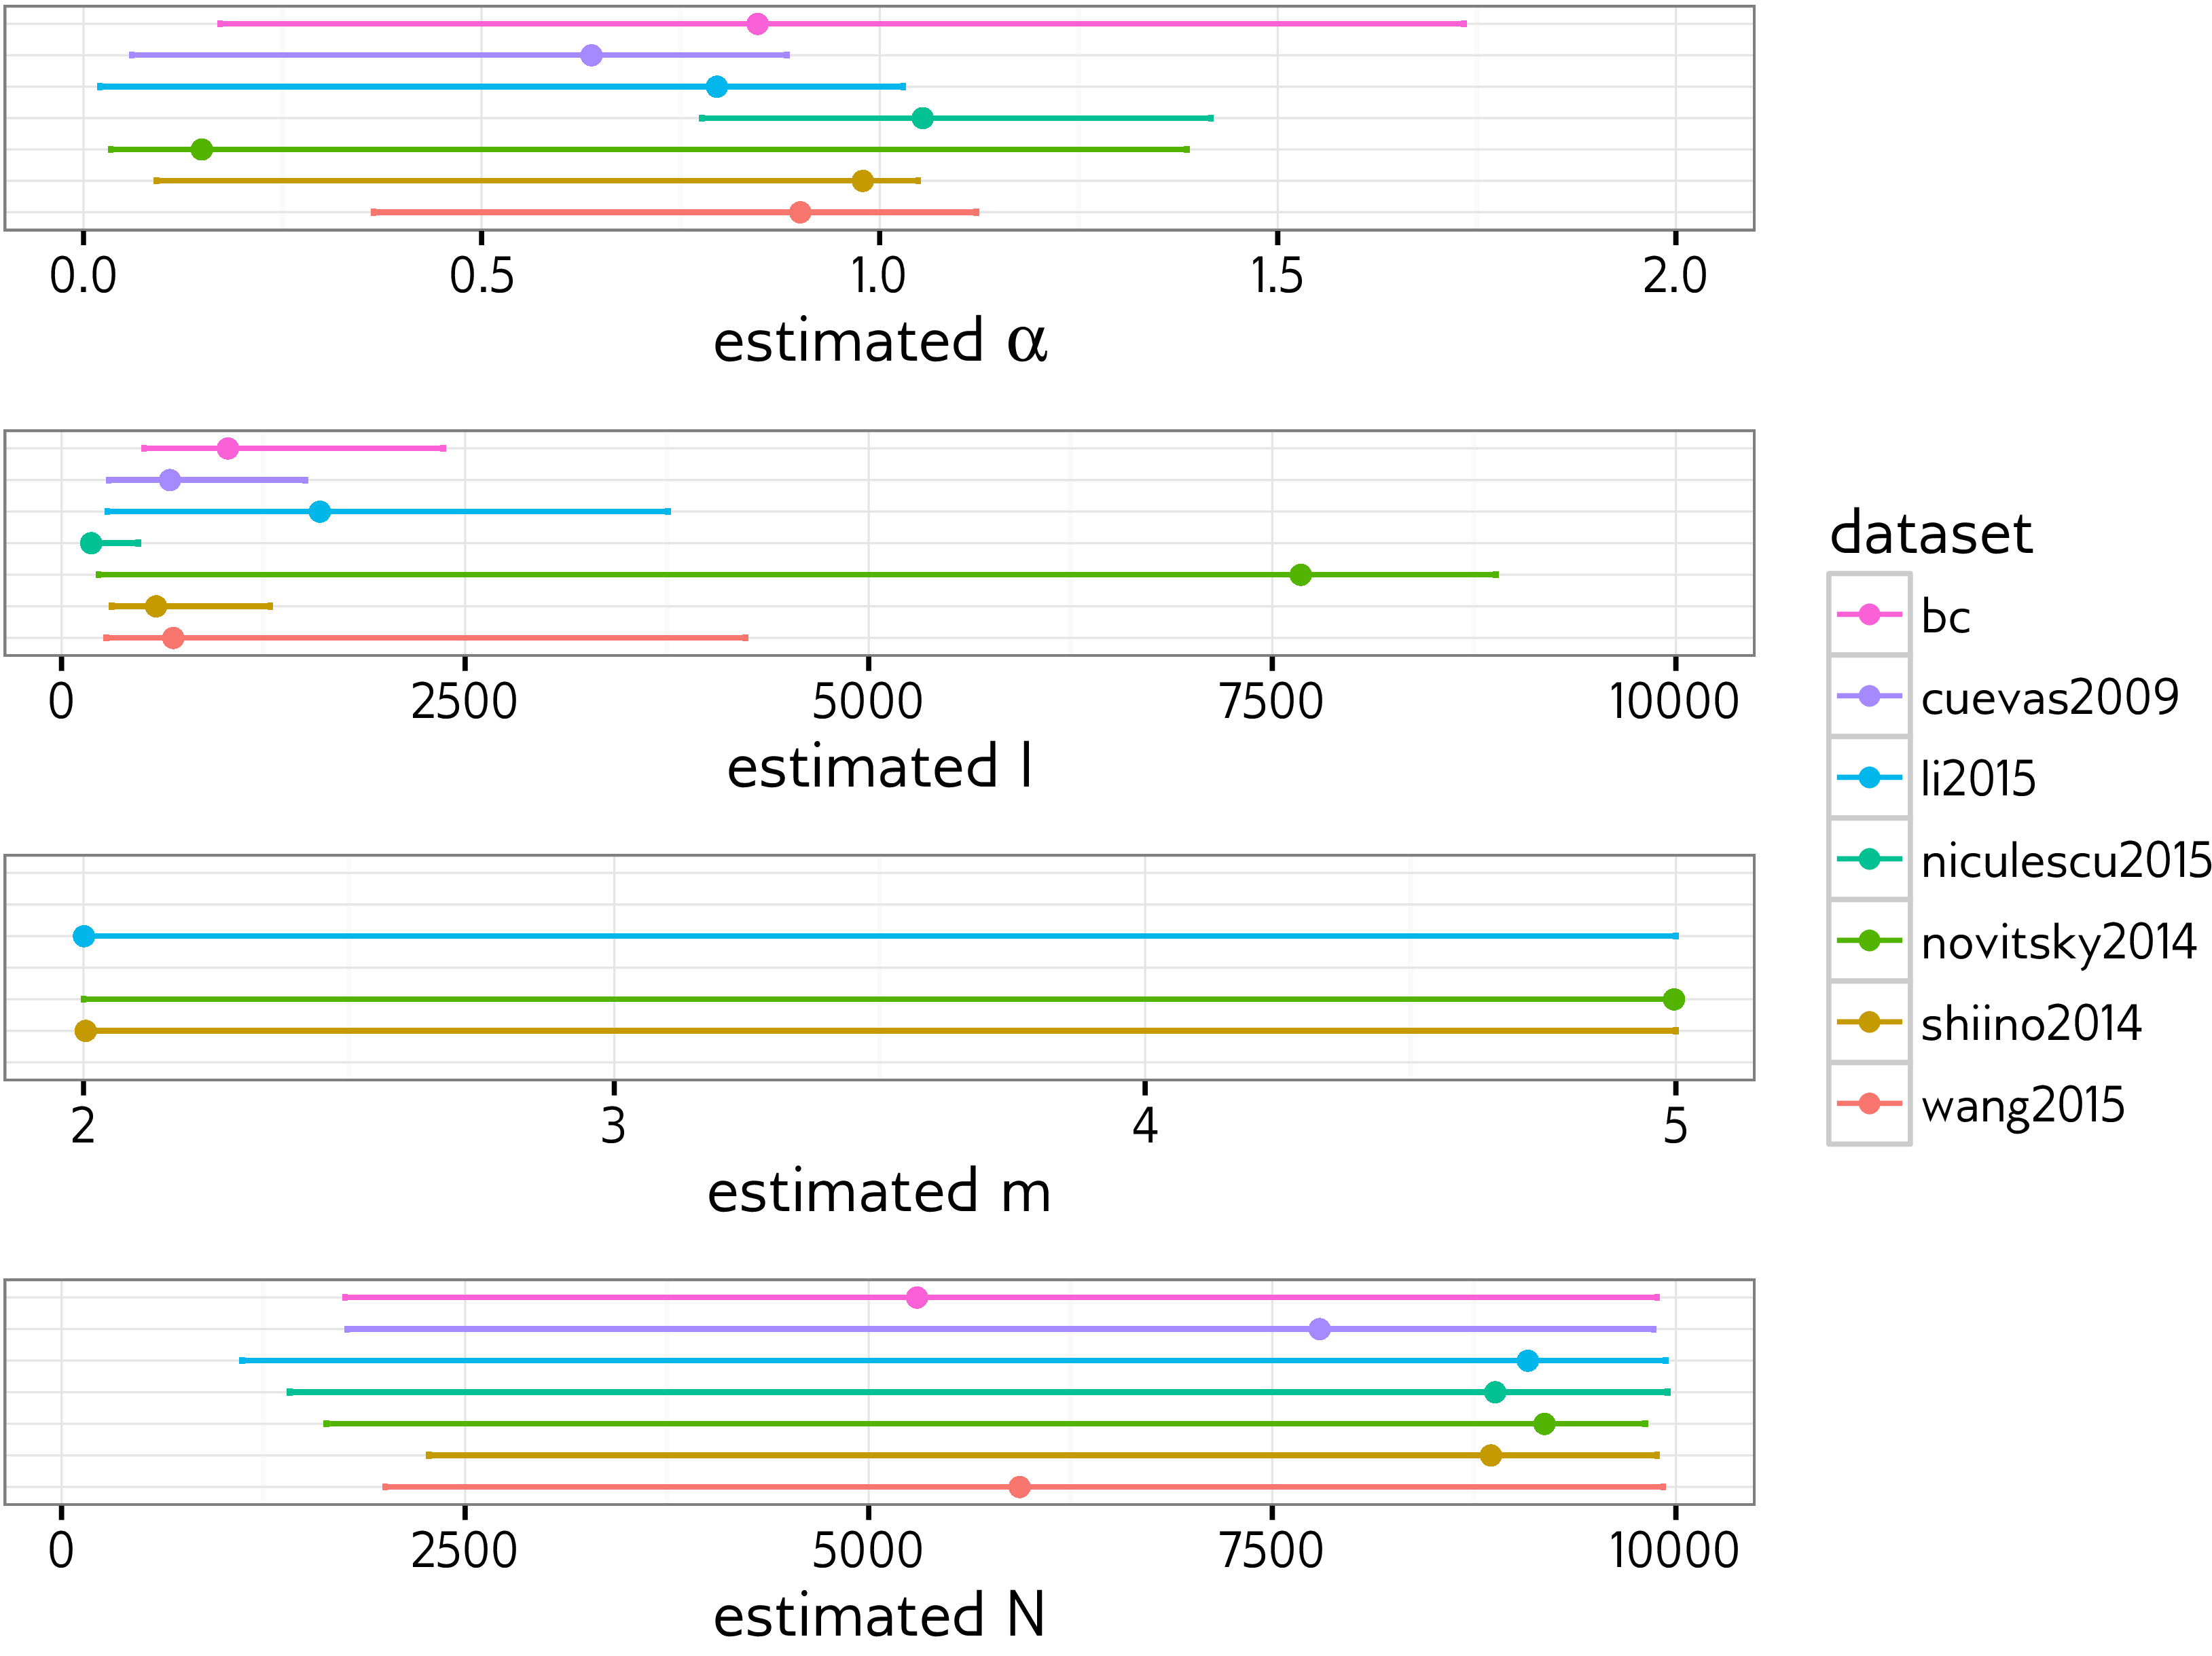 0.0 0.5 1.0 1.5 2.0
estimated α
0 2500 5000 7500 10000
estimated I
2 3 4 5
estimated m
0 2500 5000 7500 10000
estimated N
dataset
bc
cuevas2009
li2015
niculescu2015
novitsky2014
shiino2014
wang2015